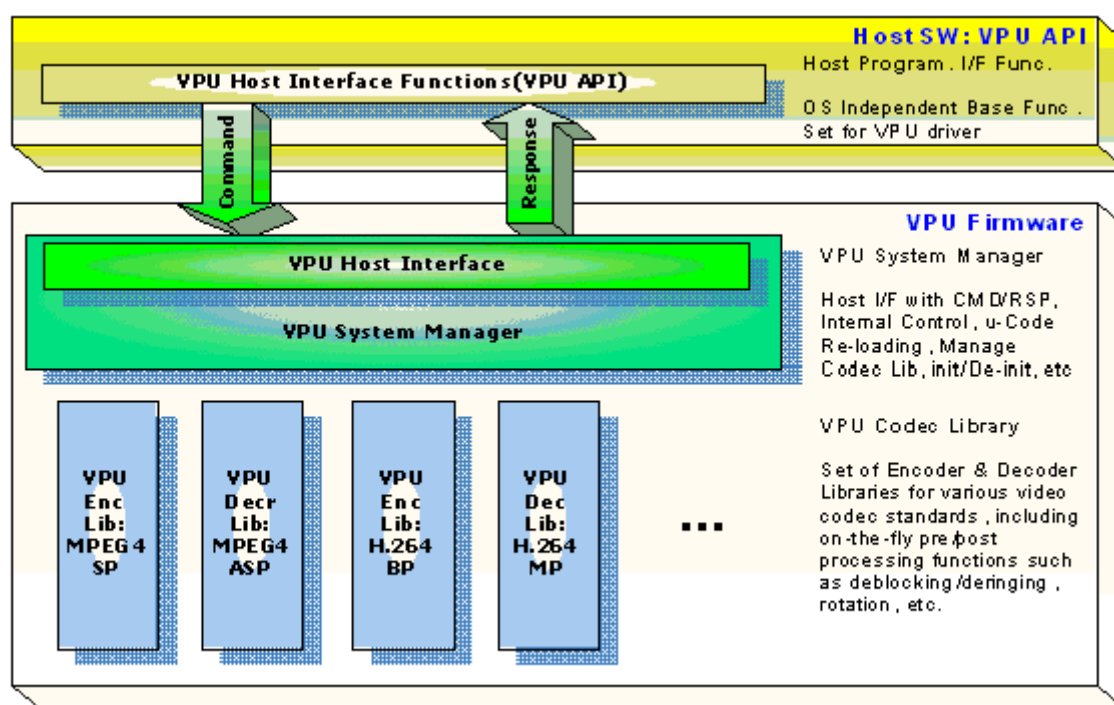 HostSW: VPU API
VPU Host Interface Functions(VPU API)
Host Program. I/F Func.
OS Independent Base Func.
Set for VPU driver
Command
Response
VPU Firmware
VPU Host Interface
VPU System Manager
VPU System Manager
Host I/F with CMD/RSP,
Internal Control, u-Code
Re-loading, Manage
Codec Lib, init/De-init, etc
VPU
Enc
Lib:
MPEG4
SP
VPU
Decr
Lib:
MPEG4
ASP
VPU
Enc
Lib:
H.264
BP
VPU
Dec
Lib:
H.264
MP
...
VPU Codec Library
Set of Encoder & Decoder
Libraries for various video
codec standards, including
on-the-fly pre/post
processing functions such
as deblocking/deringing,
rotation, etc.